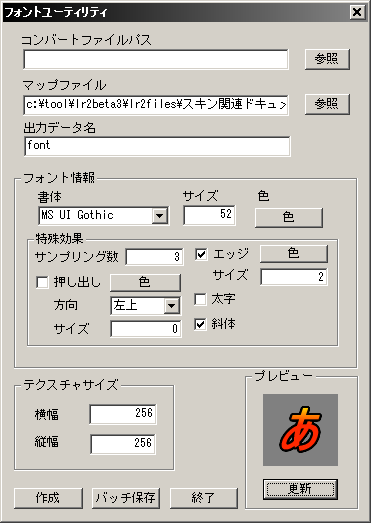 フォントユーティリティ
コンバートファイルパス
参照
マップファイル
c:¥tool¥lr2beta3¥lr2files¥スキン関連ドキュ
参照
出力データ名
font
フォント情報
書体 サイズ 色
MS UI Gothic 52 色
特殊効果
サンプリング数 3 エッジ 色
押し出し 色 サイズ 2
方向 左上 太字
サイズ 0 斜体
テクスチャサイズ
横幅 256
縦幅 256
プレビュー
あ
更新
作成 バッチ保存 終了